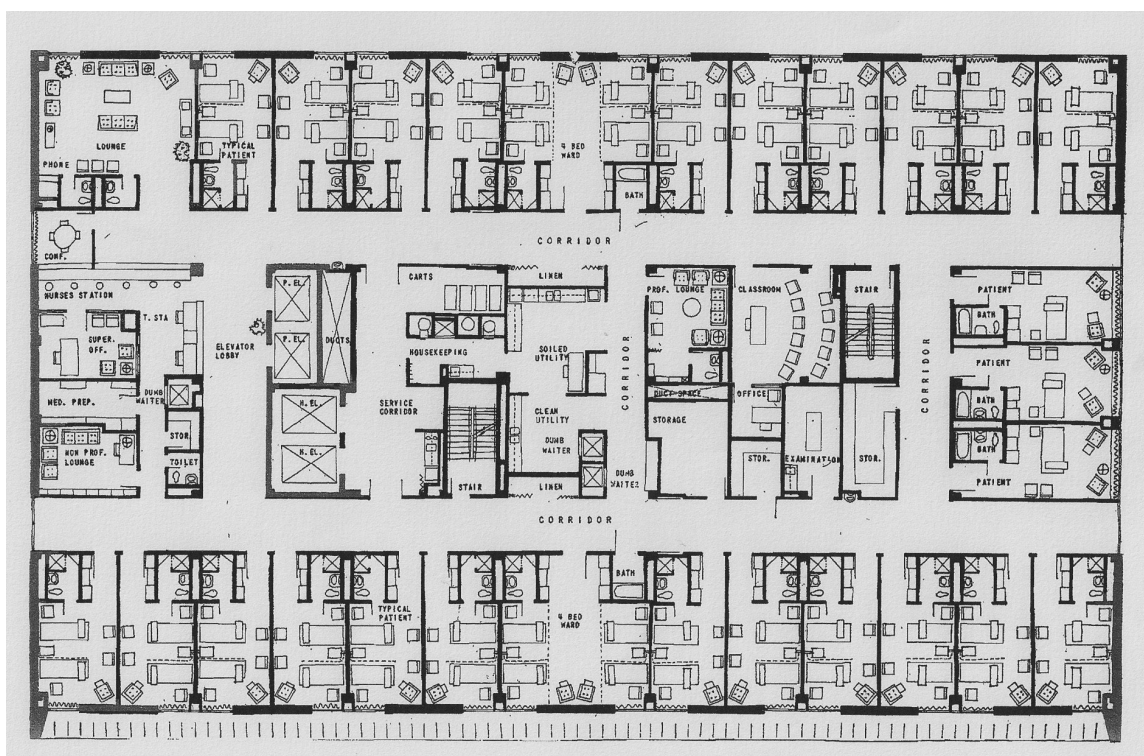 LOUNGE
PHONE
TYPICAL
PATIENT
4 BED
WARD
BATH
CONF.
CORRIDOR
NURSES STATION
T. STA
SUPER.
OFF.
ELEVATOR
LOBBY
P. EL.
P. EL.
DUCTS
CARTS
LINEN
HOUSEKEEPING
SOILED
UTILITY
CORRIDOR
PROF. LOUNGE
CLASSROOM
STAIR
CORRIDOR
PATIENT
BATH
PATIENT
BATH
BATH
PATIENT
MED. PREP.
DUMB
WAITER
STOR.
TOILET
NON PROF.
LOUNGE
H. EL.
H. EL.
SERVICE
CORRIDOR
STAIR
CLEAN
UTILITY
DUMB
WAITER
LINEN
DUMB
WAITER
DUCT SPACE
STORAGE
OFFICE
STOR.
EXAMINATION
STOR.
CORRIDOR
BATH
TYPICAL
PATIENT
4 BED
WARD